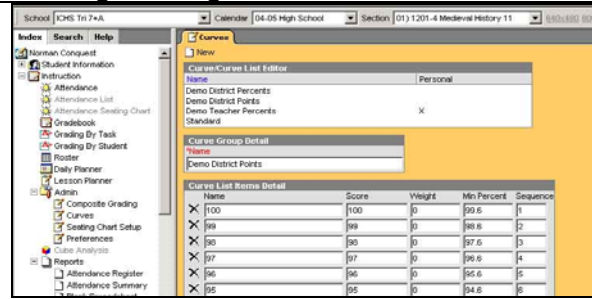 School ICHS Tri 7*A Calendar 04-05 High School Section 01) 1201-4 Medieval History 11 640x480
Index Search Help
Norman Conquest
Student Information
Instruction
Attendance
Attendance List
Attendance Seating Chart
Gradebook
Grading By Task
Grading By Student
Roster
Daily Planner
Lesson Planner
Admin
Composite Grading
Curves
Seating Chart Setup
Preferences
Cube Analysis
Reports
Attendance Register
Attendance Summary
Blank Spreadsheet
Curves
New
Curve/Curve List Editor
Name Personal
Demo District Percents
Demo District Points
Demo Teacher Percents X
Standard
Curve Group Detail
*Name
Demo District Points
Curve List Items Detail
Name Score Weight Min Percent Sequence
X 100 100 0 99.6 1
X 99 99 0 98.6 2
X 98 98 0 97.6 3
X 97 97 0 96.6 4
X 96 96 0 95.6 5
X 95 95 0 94.6 6